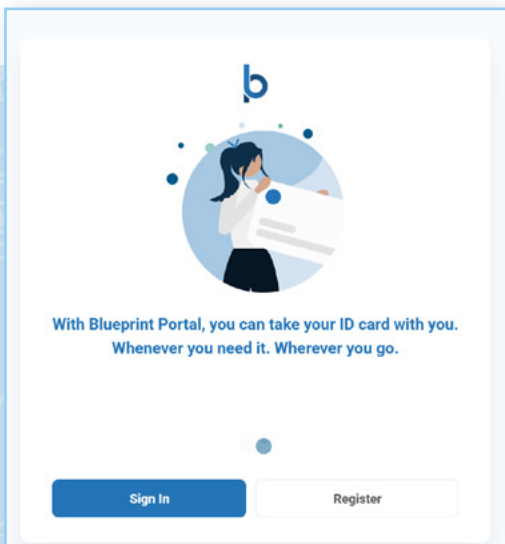 With Blueprint Portal, you can take your ID card with you.
Whenever you need it. Wherever you go.
Sign In
Register